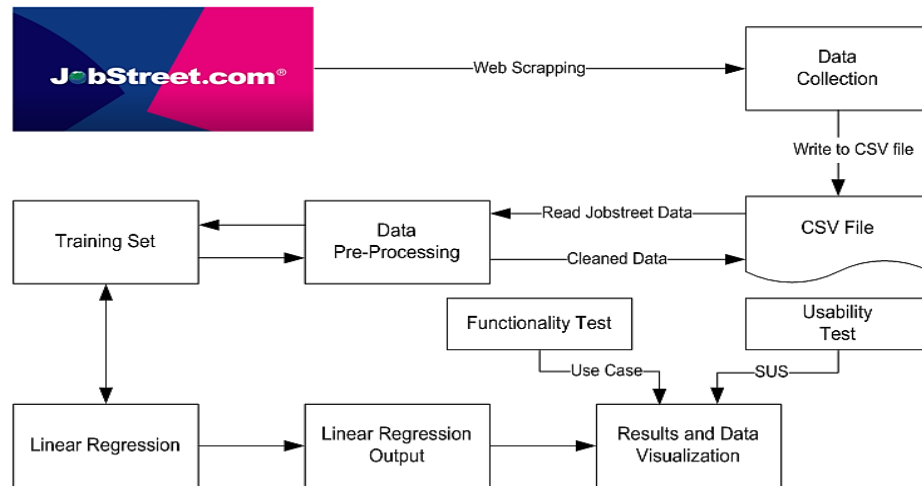 JobStreet.com®
Web Scrapping
Data
Collection
Write to CSV file
Training Set
Data
Pre-Processing
Read Jobstreet Data
Cleaned Data
CSV File
Functionality Test
Usability
Test
Use Case
SUS
Linear Regression
Linear Regression
Output
Results and Data
Visualization